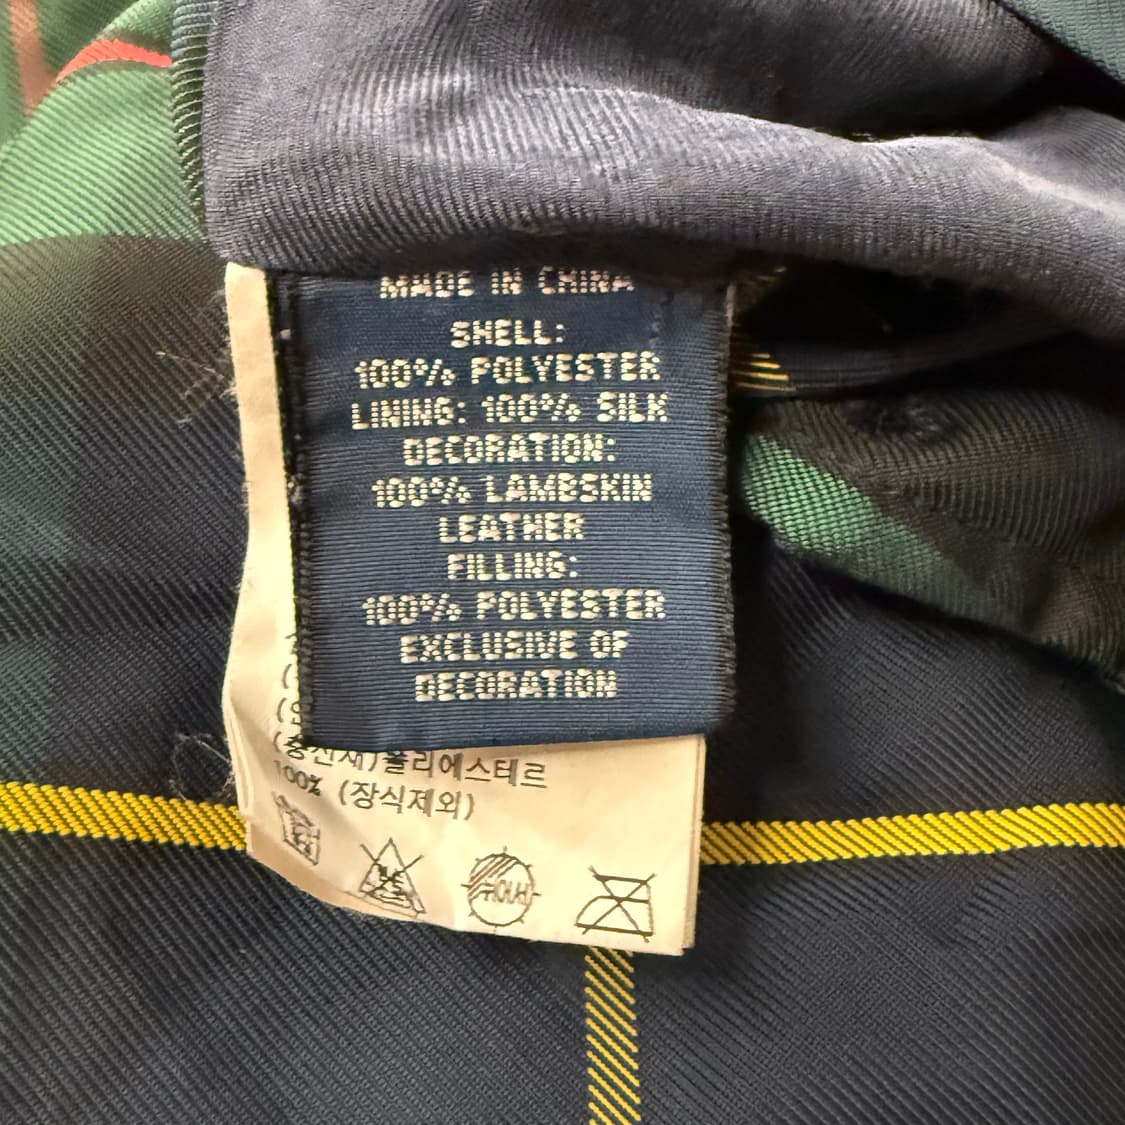 MADE IN CHINA
SHELL:
100% POLYESTER
LINING: 100% SILK
DECORATION:
100% LAMBSKIN
LEATHER
FILLING:
100% POLYESTER
EXCLUSIVE OF
DECORATION
(충전재)폴리에스테르
100% (장식제외)